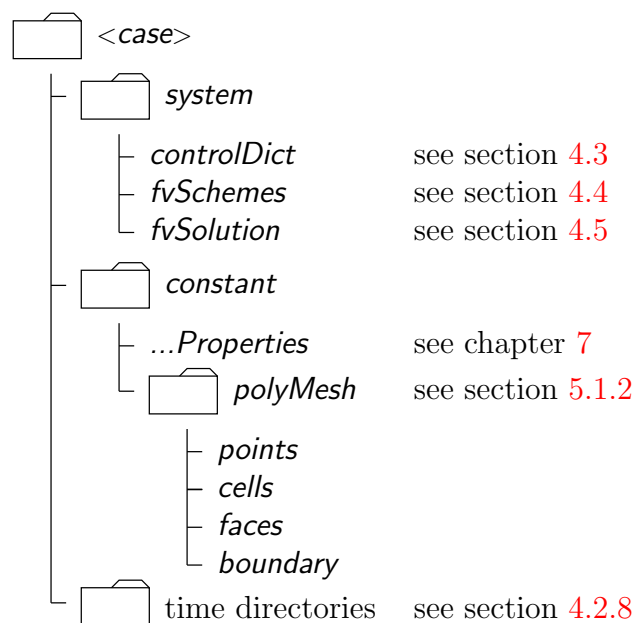 <case>
system
controlDict see section 4.3
fvSchemes see section 4.4
fvSolution see section 4.5
constant
...Properties see chapter 7
polyMesh see section 5.1.2
points
cells
faces
boundary
time directories see section 4.2.8